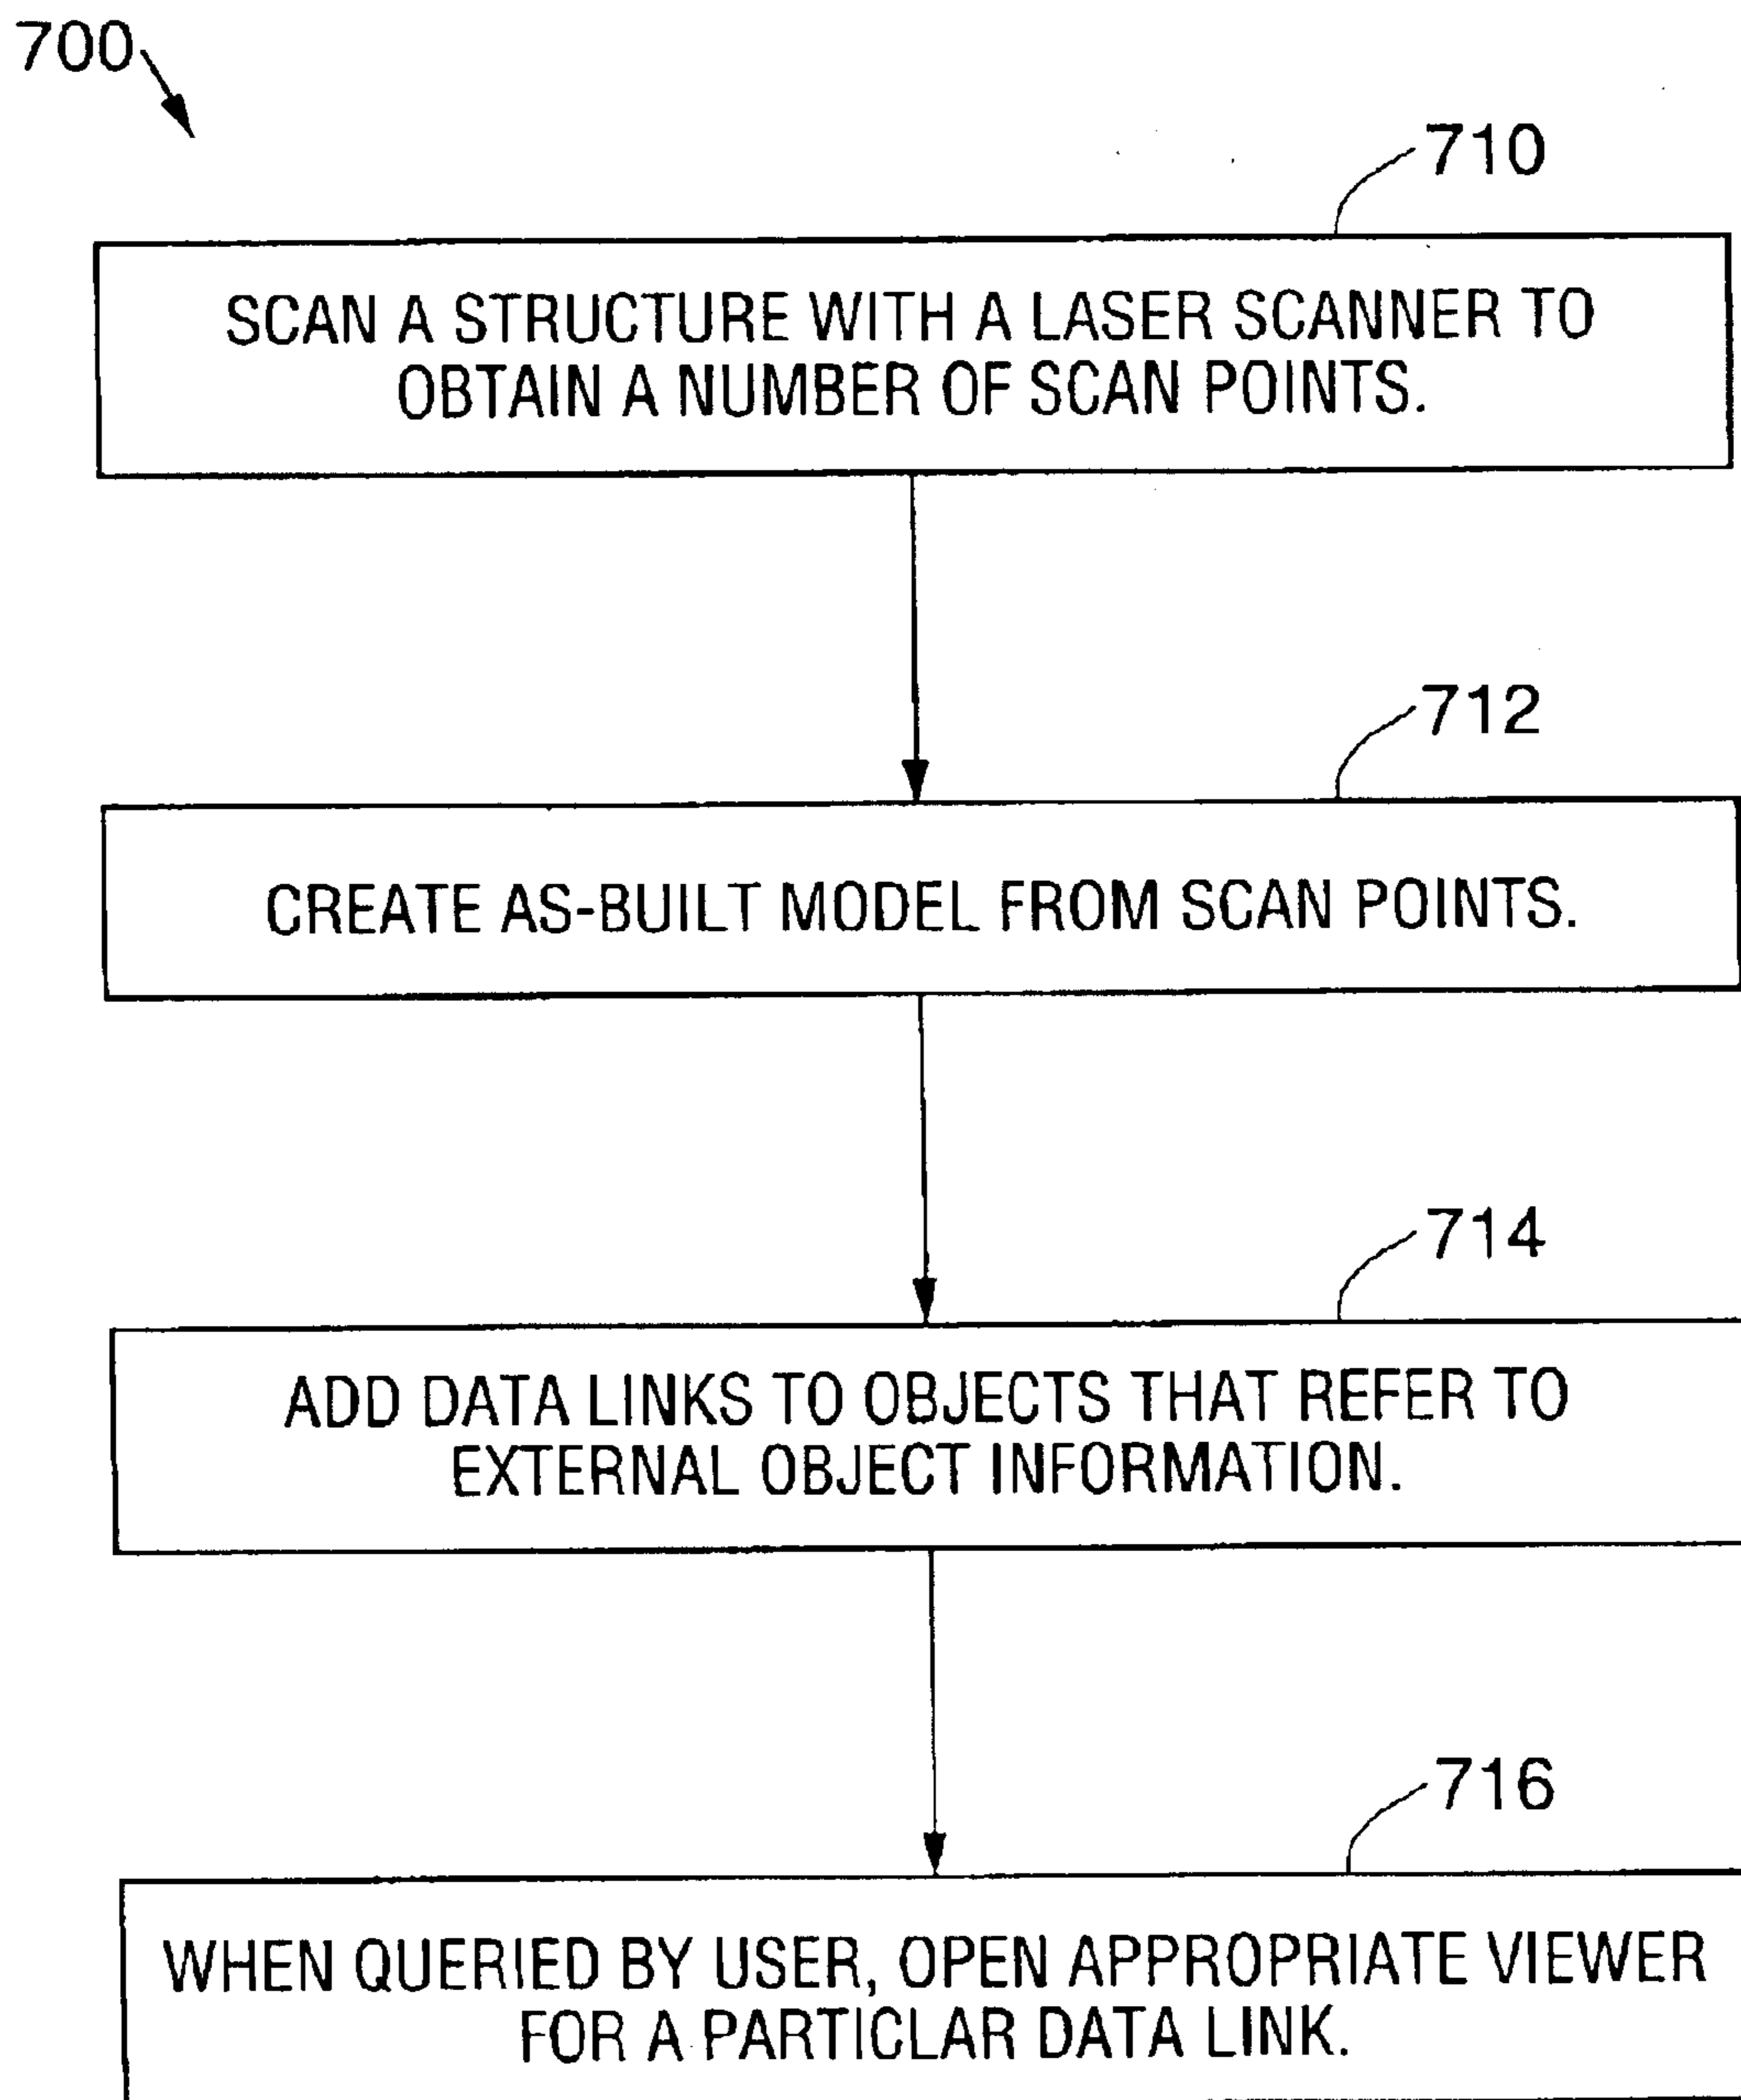 700
710
SCAN A STRUCTURE WITH A LASER SCANNER TO
OBTAIN A NUMBER OF SCAN POINTS.
712
CREATE AS-BUILT MODEL FROM SCAN POINTS.
714
ADD DATA LINKS TO OBJECTS THAT REFER TO
EXTERNAL OBJECT INFORMATION.
716
WHEN QUERIED BY USER, OPEN APPROPRIATE VIEWER
FOR A PARTICLAR DATA LINK.